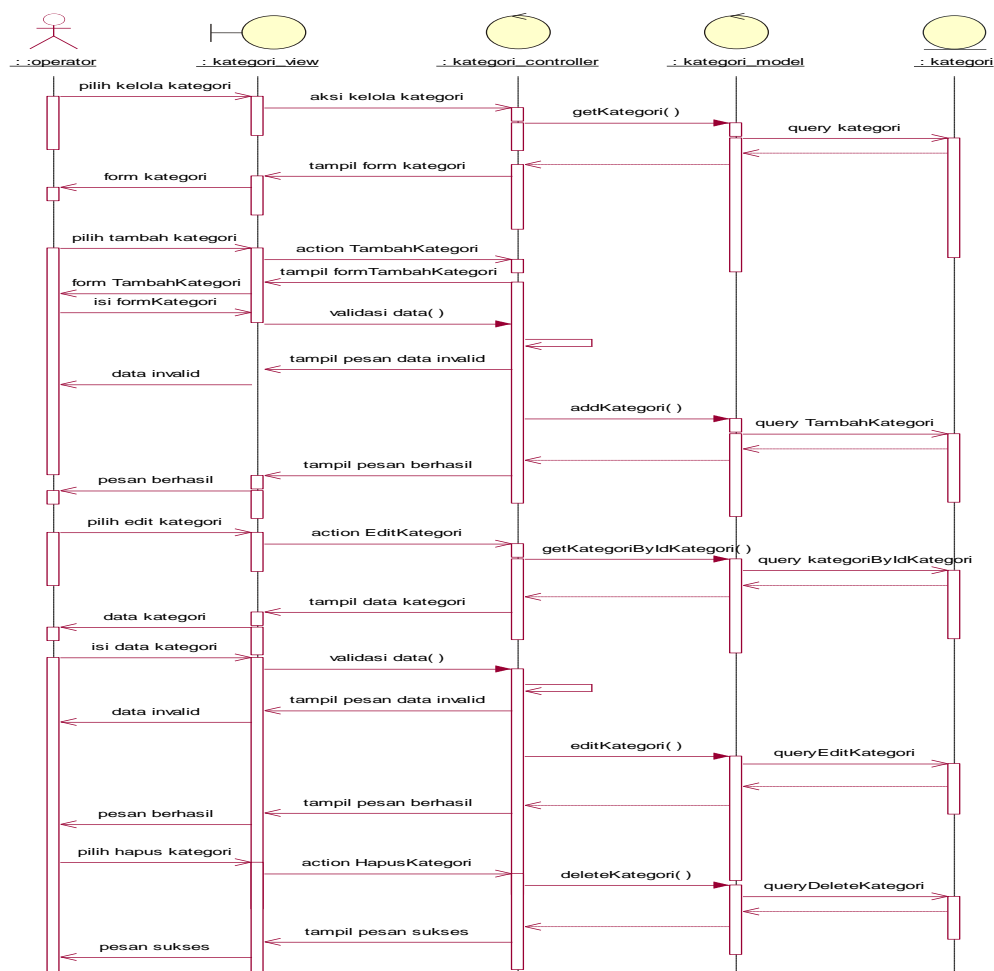 : :operator
: kategori_view
: kategori_controller
: kategori_model
: kategori
pilih kelola kategori
aksi kelola kategori
getKategori( )
query kategori
tampil form kategori
form kategori
pilih tambah kategori
action TambahKategori
tampil formTambahKategori
form TambahKategori
isi formKategori
validasi data( )
tampil pesan data invalid
data invalid
addKategori( )
query TambahKategori
tampil pesan berhasil
pesan berhasil
pilih edit kategori
action EditKategori
getKategoriByIdKategori( )
query kategoriByIdKategori
tampil data kategori
data kategori
isi data kategori
validasi data( )
tampil pesan data invalid
data invalid
editKategori( )
queryEditKategori
tampil pesan berhasil
pesan berhasil
pilih hapus kategori
action HapusKategori
deleteKategori( )
queryDeleteKategori
tampil pesan sukses
pesan sukses